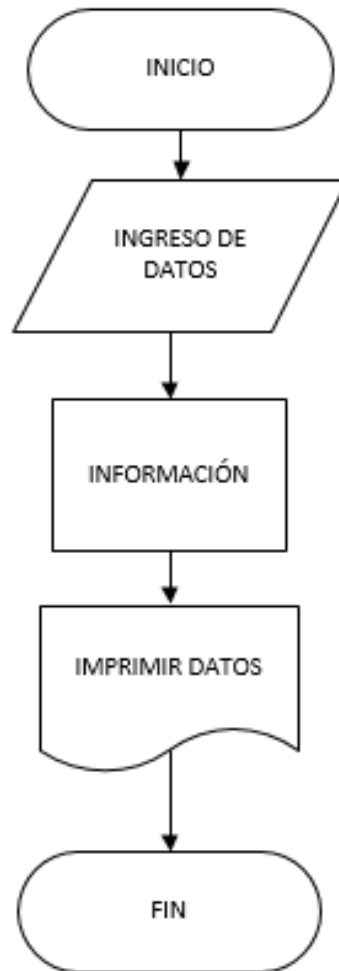 INICIO
INGRESO DE
DATOS
INFORMACIÓN
IMPRIMIR DATOS
FIN